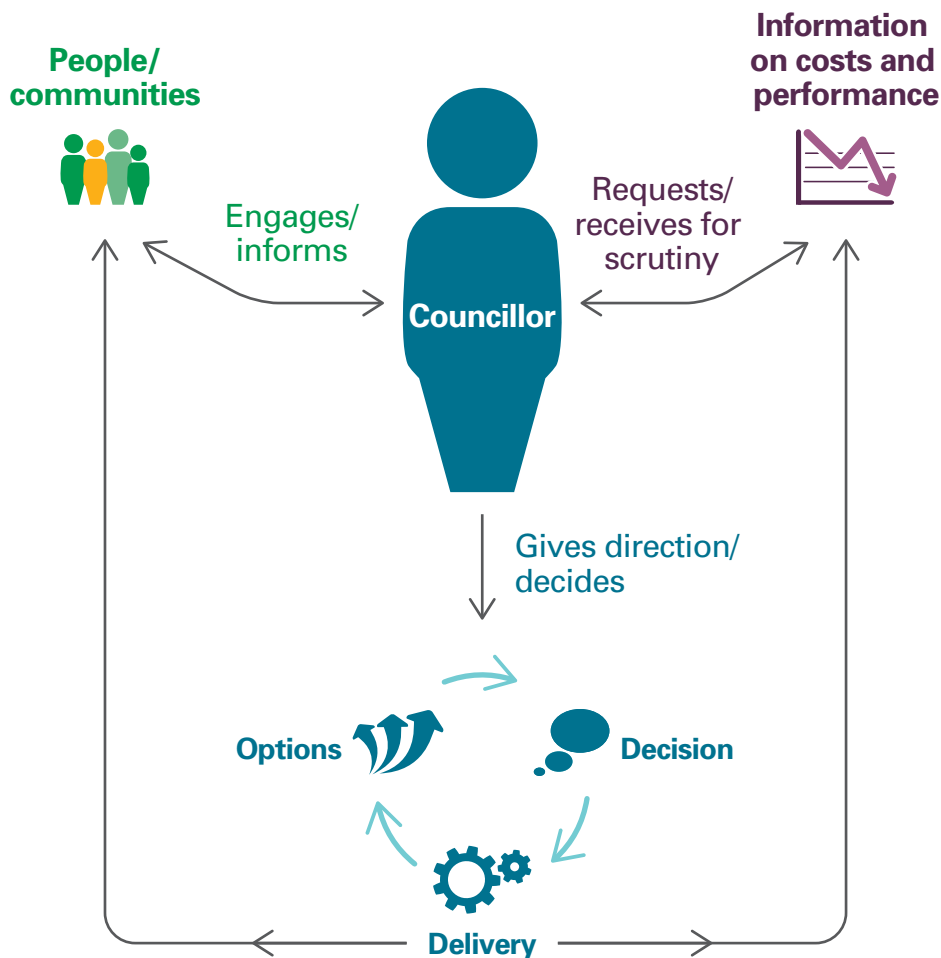 People/
communities
Information
on costs and
performance
Engages/
informs
Requests/
receives for
scrutiny
Councillor
Gives direction/
decides
Options
Decision
Delivery